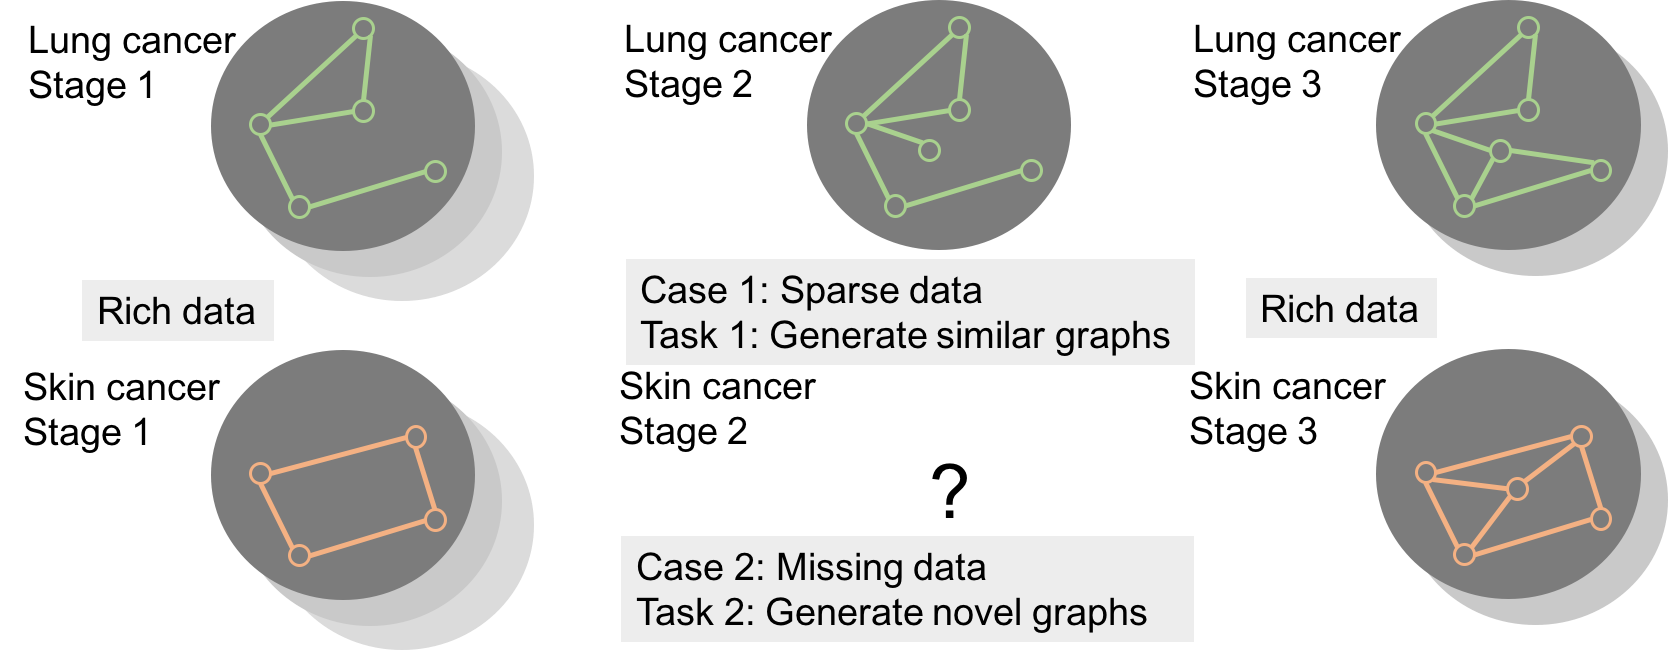 Lung cancer
Stage 1
Lung cancer
Stage 2
Lung cancer
Stage 3
Rich data
Case 1: Sparse data
Task 1: Generate similar graphs
Rich data
Skin cancer
Stage 1
Skin cancer
Stage 2
?
Skin cancer
Stage 3
Case 2: Missing data
Task 2: Generate novel graphs